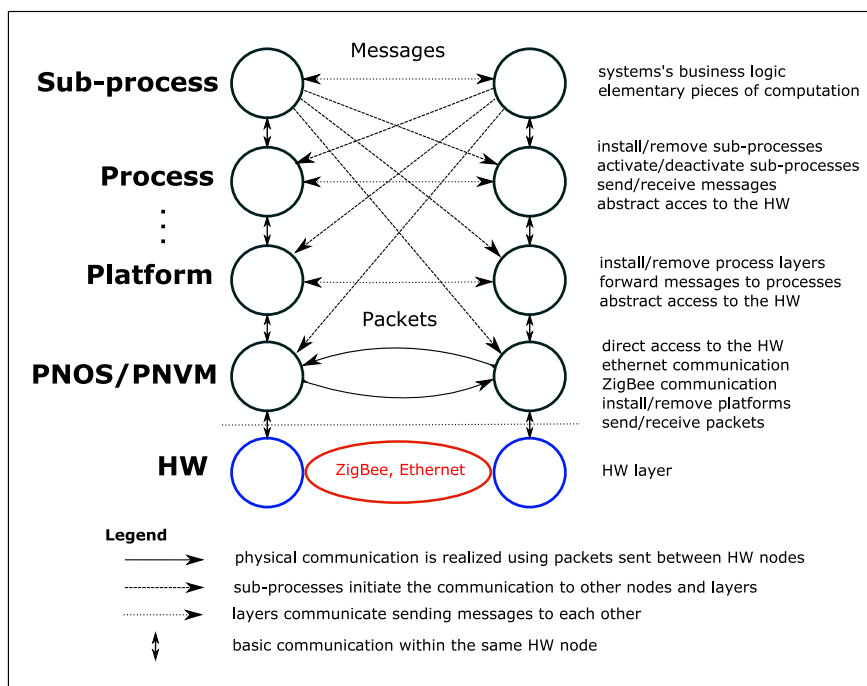 Messages
Sub-process
systems's business logic
elementary pieces of computation
Process
install/remove sub-processes
activate/deactivate sub-processes
send/receive messages
abstract acces to the HW
Platform
install/remove process layers
forward messages to processes
abstract access to the HW
Packets
PNOS/PNVM
direct access to the HW
ethernet communication
ZigBee communication
install/remove platforms
send/receive packets
HW
ZigBee, Ethernet
HW layer
Legend
physical communication is realized using packets sent between HW nodes
sub-processes initiate the communication to other nodes and layers
layers communicate sending messages to each other
basic communication within the same HW node